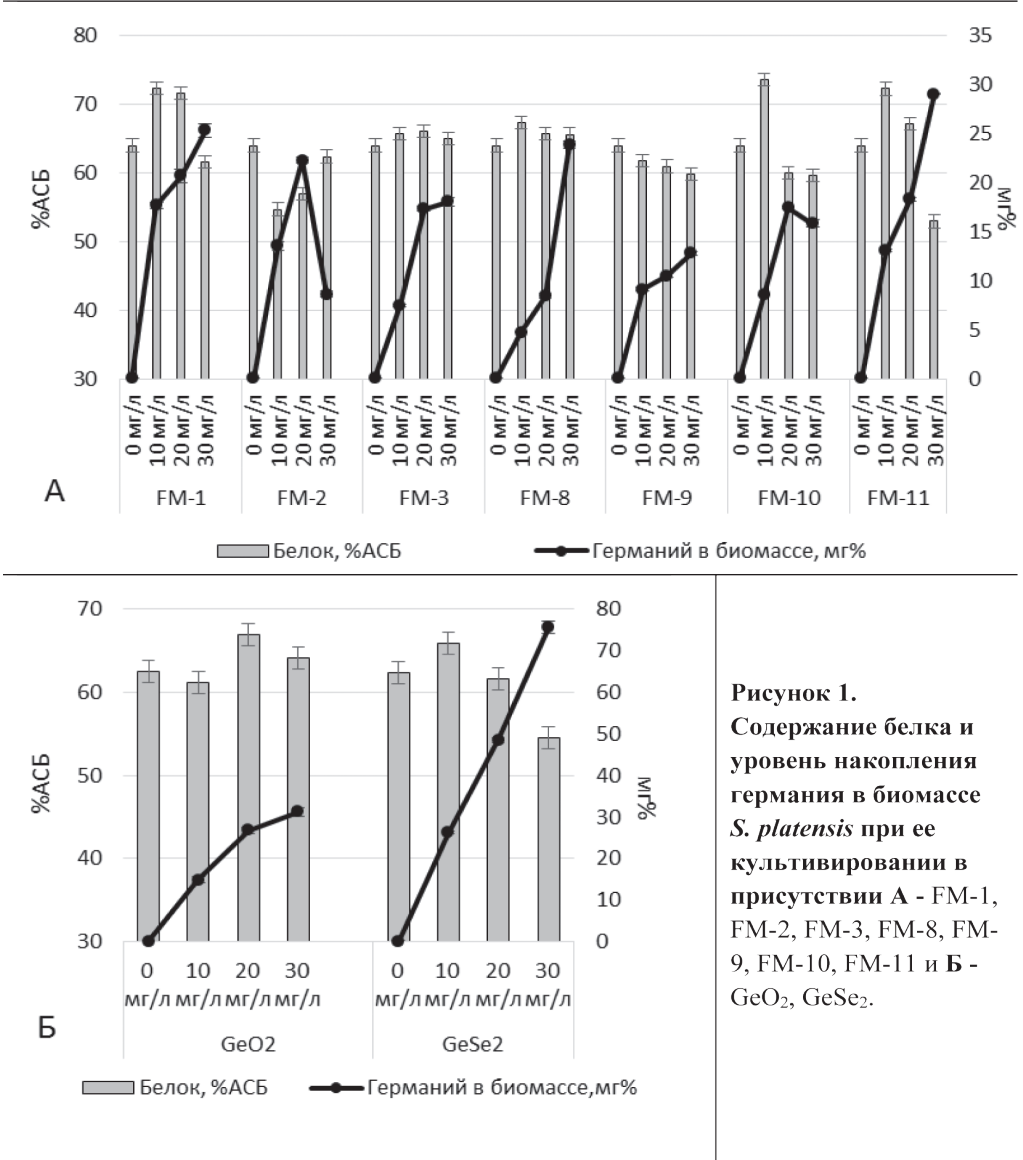 80
70
60
50
40
30
%АСБ
35
30
25
20
15
10
5
0
мг%
0 мг/л
10 мг/л
20 мг/л
30 мг/л
0 мг/л
10 мг/л
20 мг/л
30 мг/л
0 мг/л
10 мг/л
20 мг/л
30 мг/л
0 мг/л
10 мг/л
20 мг/л
30 мг/л
0 мг/л
10 мг/л
20 мг/л
30 мг/л
0 мг/л
10 мг/л
20 мг/л
30 мг/л
0 мг/л
10 мг/л
20 мг/л
30 мг/л
FM-1 FM-2 FM-3 FM-8 FM-9 FM-10 FM-11
А
Белок, %АСБ Германий в биомассе, мг%
70
60
50
40
30
%АСБ
80
70
60
50
40
30
20
10
0
мг%
0 10 20 30 0 10 20 30
мг/л мг/л мг/л мг/л мг/л мг/л мг/л мг/л
GeO2 GeSe2
Б
Белок, %АСБ Германий в биомассе,мг%
Рисунок 1.
Содержание белка и
уровень накопления
германия в биомассе
S. platensis при ее
культивировании в
присутствии А - FM-1,
FM-2, FM-3, FM-8, FM-
9, FM-10, FM-11 и Б -
GeO₂, GeSe₂.